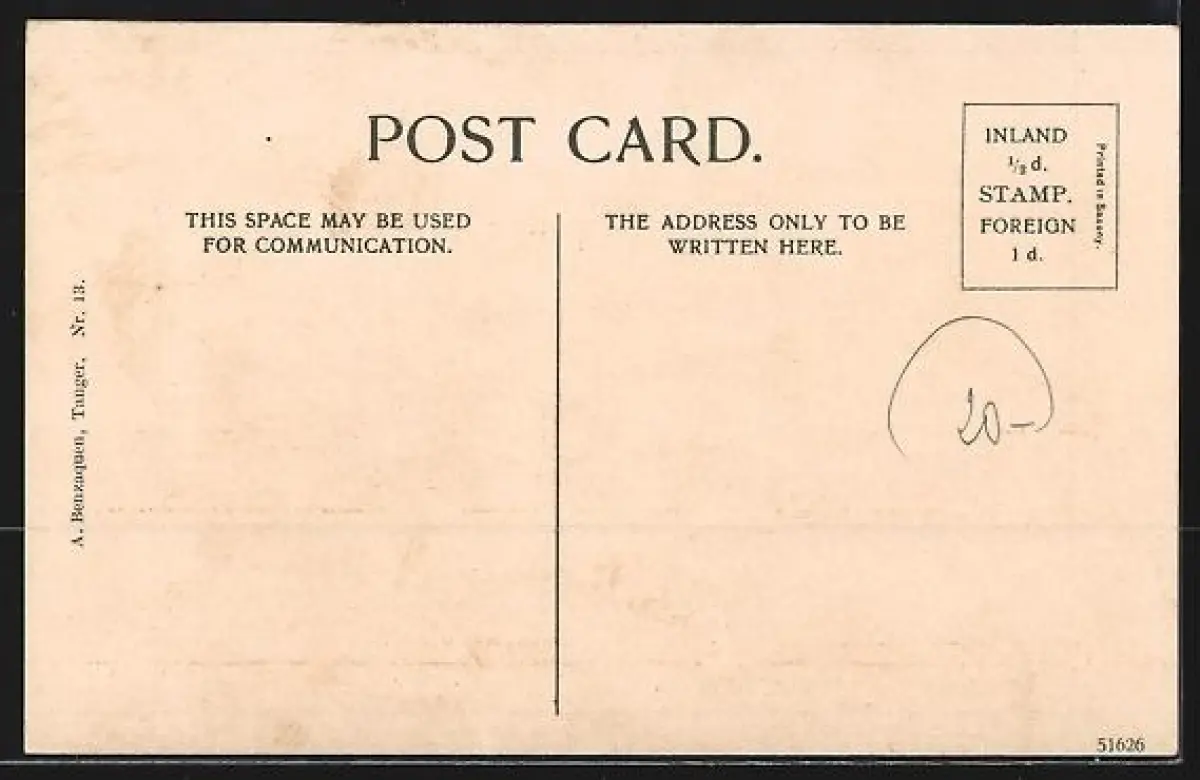 POST CARD.
THIS SPACE MAY BE USED
FOR COMMUNICATION.
THE ADDRESS ONLY TO BE
WRITTEN HERE.
INLAND
½ d.
STAMP.
FOREIGN
1 d.
Printed in Saxony.
A. Benzaquen, Tanger, Nr. 13.
20-
51626